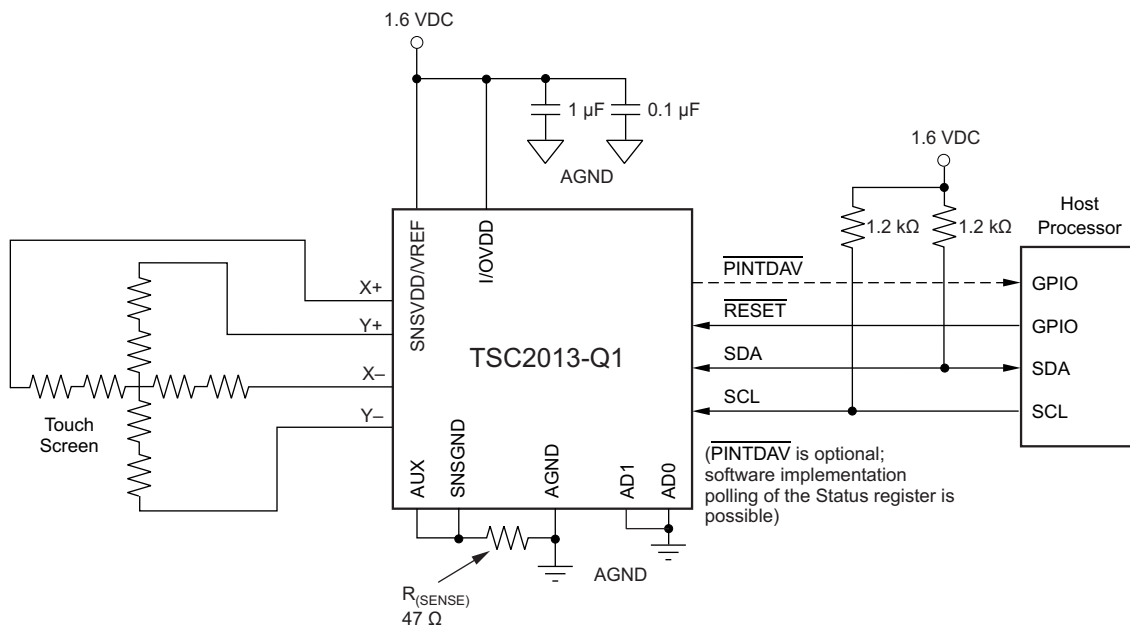 1.6 VDC
1 µF
0.1 µF
AGND
1.6 VDC
1.2 kΩ
1.2 kΩ
Host
Processor
SNSVDD/VREF
I/OVDD
X+
Y+
X–
Y–
Touch
Screen
TSC2013-Q1
PINTDAV
RESET
SDA
SCL
GPIO
GPIO
SDA
SCL
(PINTDAV is optional;
software implementation
polling of the Status register is
possible)
AUX
SNSGND
AGND
AD1
AD0
AGND
R(SENSE)
47 Ω